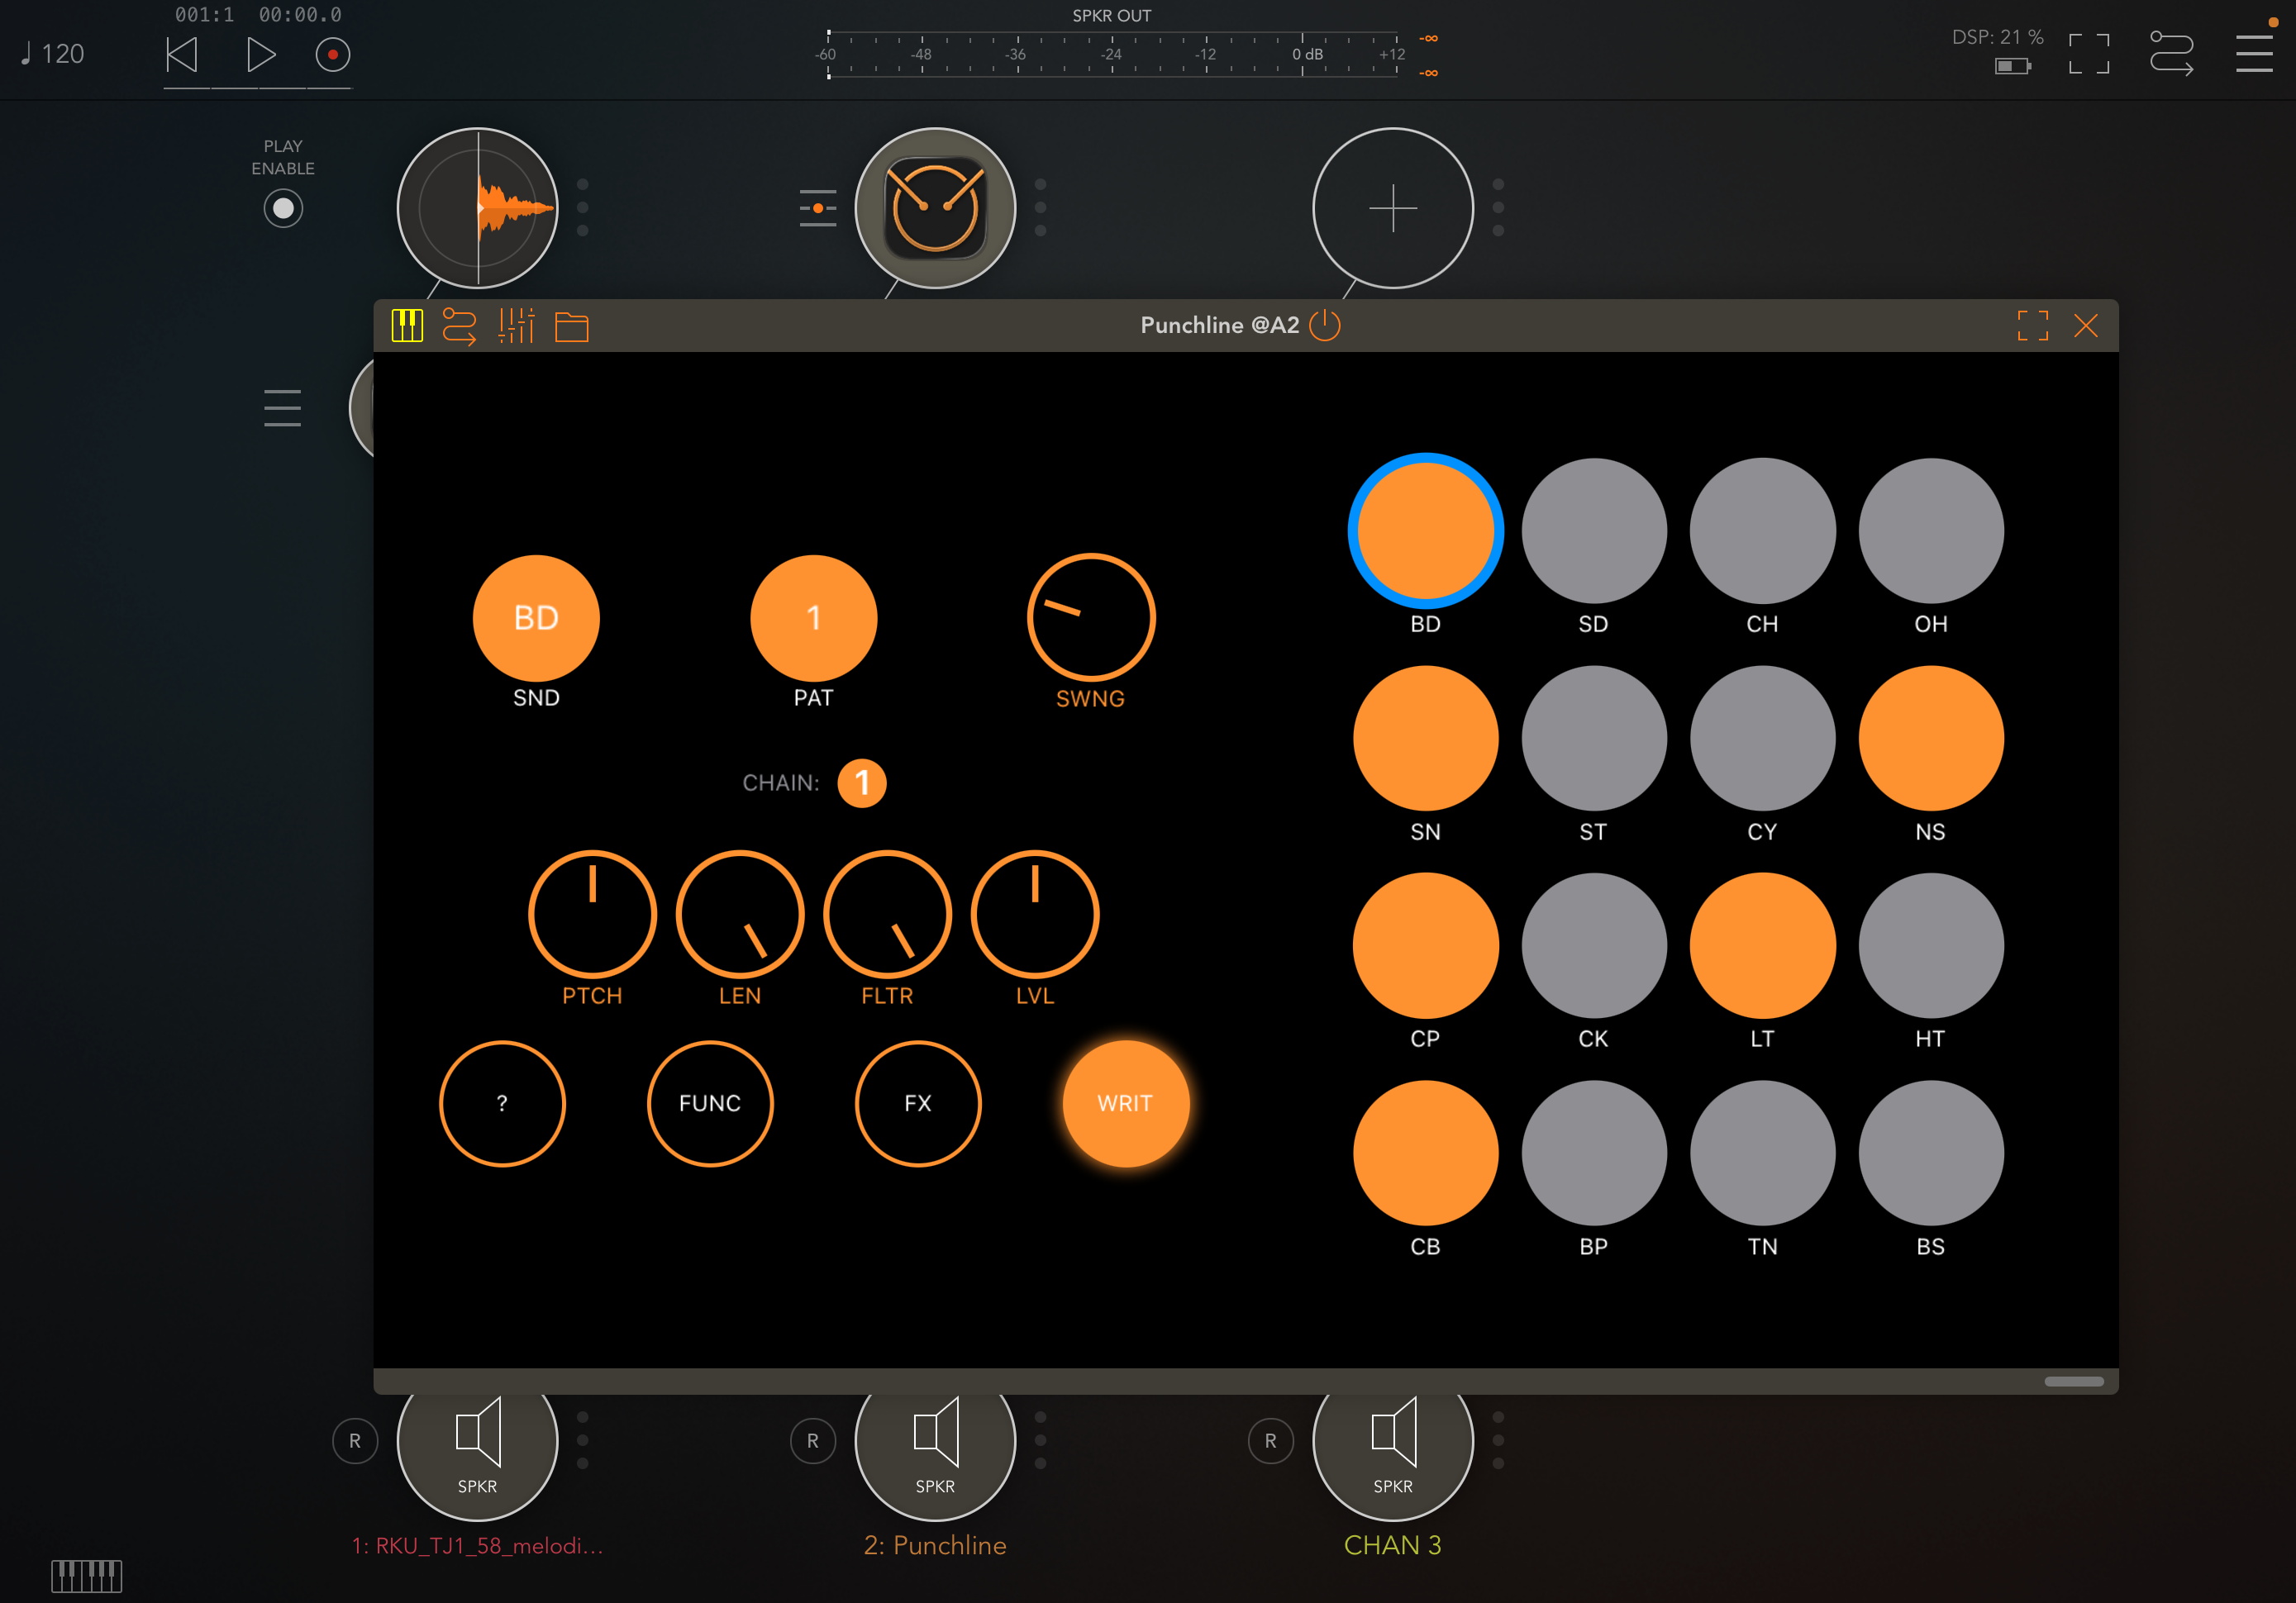 001:1 00:00.0
120
SPKR OUT
-60 -48 -36 -24 -12 0 dB +12
-∞
-∞
DSP: 21 %
PLAY
ENABLE
Punchline @A2
BD
SND
1
PAT
SWNG
CHAIN: 1
PTCH LEN FLTR LVL
? FUNC FX WRIT
BD SD CH OH
SN ST CY NS
CP CK LT HT
CB BP TN BS
R SPKR R SPKR R SPKR
1: RKU_TJ1_58_melodi...
2: Punchline
CHAN 3